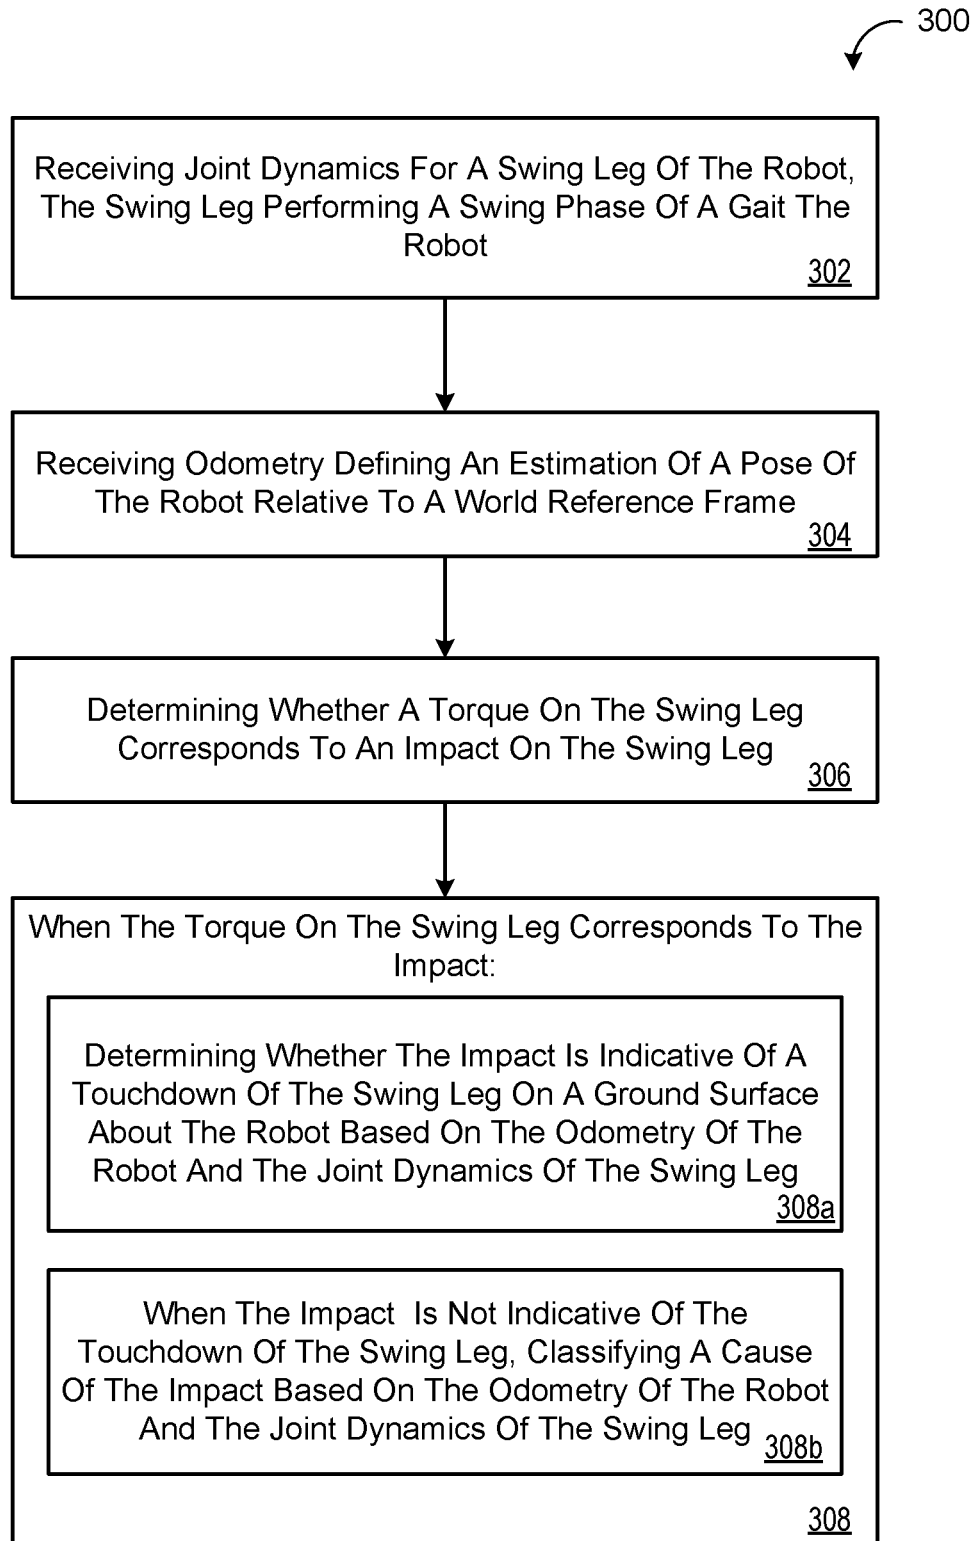 300
Receiving Joint Dynamics For A Swing Leg Of The Robot,
The Swing Leg Performing A Swing Phase Of A Gait The
Robot
302
Receiving Odometry Defining An Estimation Of A Pose Of
The Robot Relative To A World Reference Frame
304
Determining Whether A Torque On The Swing Leg
Corresponds To An Impact On The Swing Leg
306
When The Torque On The Swing Leg Corresponds To The
Impact:
Determining Whether The Impact Is Indicative Of A
Touchdown Of The Swing Leg On A Ground Surface
About The Robot Based On The Odometry Of The
Robot And The Joint Dynamics Of The Swing Leg
308a
When The Impact Is Not Indicative Of The
Touchdown Of The Swing Leg, Classifying A Cause
Of The Impact Based On The Odometry Of The Robot
And The Joint Dynamics Of The Swing Leg
308b
308